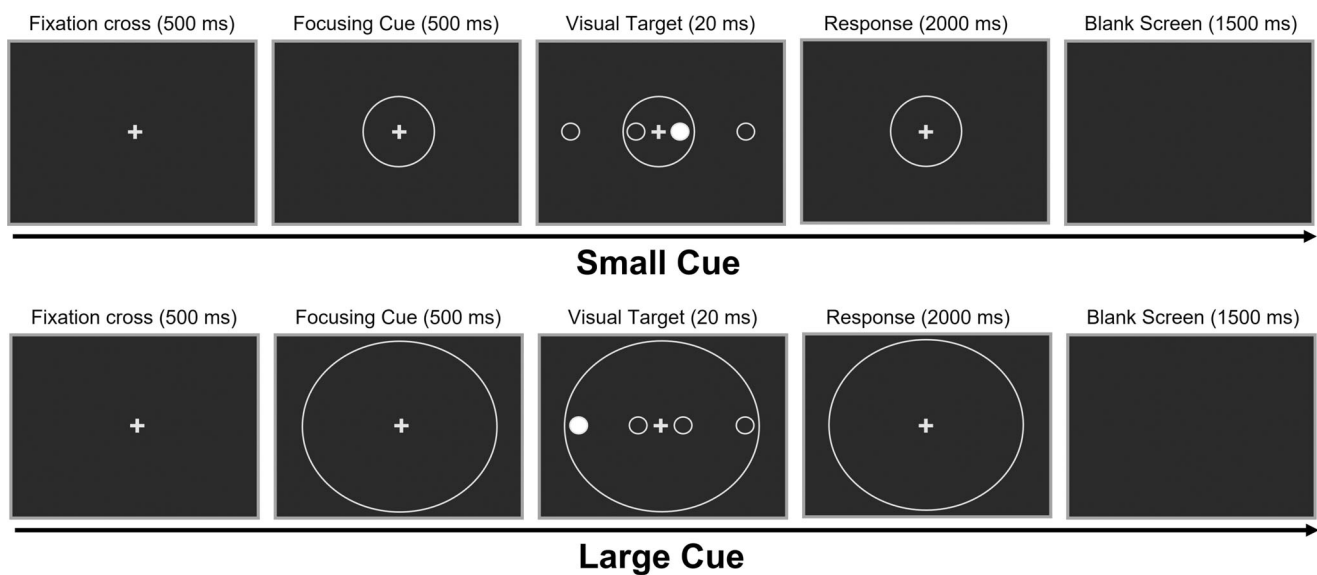 Fixation cross (500 ms) Focusing Cue (500 ms) Visual Target (20 ms) Response (2000 ms) Blank Screen (1500 ms)
Small Cue
Fixation cross (500 ms) Focusing Cue (500 ms) Visual Target (20 ms) Response (2000 ms) Blank Screen (1500 ms)
Large Cue